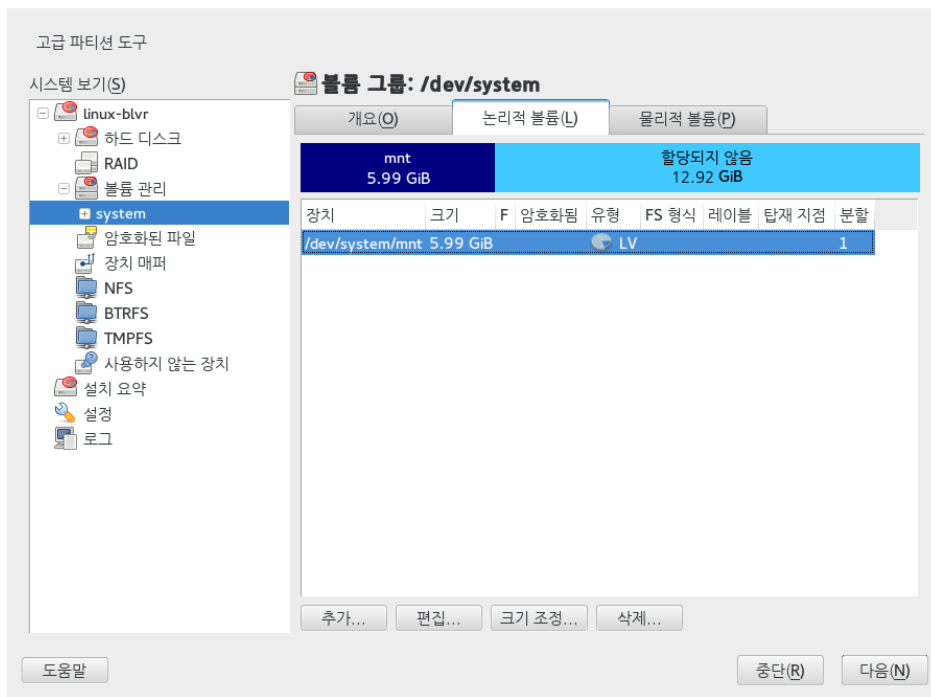 고급 파티션 도구
시스템 보기(S)
linux-blvr
하드 디스크
RAID
볼륨 관리
system
암호화된 파일
장치 매퍼
NFS
BTRFS
TMPFS
사용하지 않는 장치
설치 요약
설정
로그
볼륨 그룹: /dev/system
개요(O) 논리적 볼륨(L) 물리적 볼륨(P)
mnt 할당되지 않음
5.99 GiB 12.92 GiB
장치 크기 F 암호화됨 유형 FS 형식 레이블 탑재 지점 분할
/dev/system/mnt 5.99 GiB LV 1
추가... 편집... 크기 조정... 삭제...
도움말 중단(R) 다음(N)